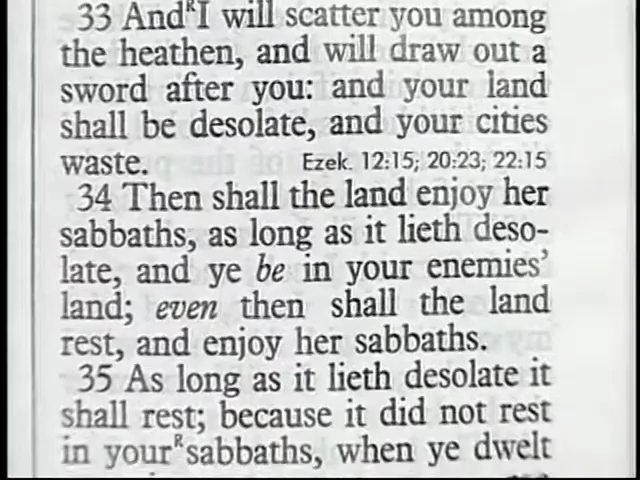 33 AndᴿI will scatter you among
the heathen, and will draw out a
sword after you: and your land
shall be desolate, and your cities
waste. Ezek. 12:15; 20:23; 22:15
34 Then shall the land enjoy her
sabbaths, as long as it lieth deso-
late, and ye be in your enemies'
land; even then shall the land
rest, and enjoy her sabbaths.
35 As long as it lieth desolate it
shall rest; because it did not rest
in yourᴿsabbaths, when ye dwelt